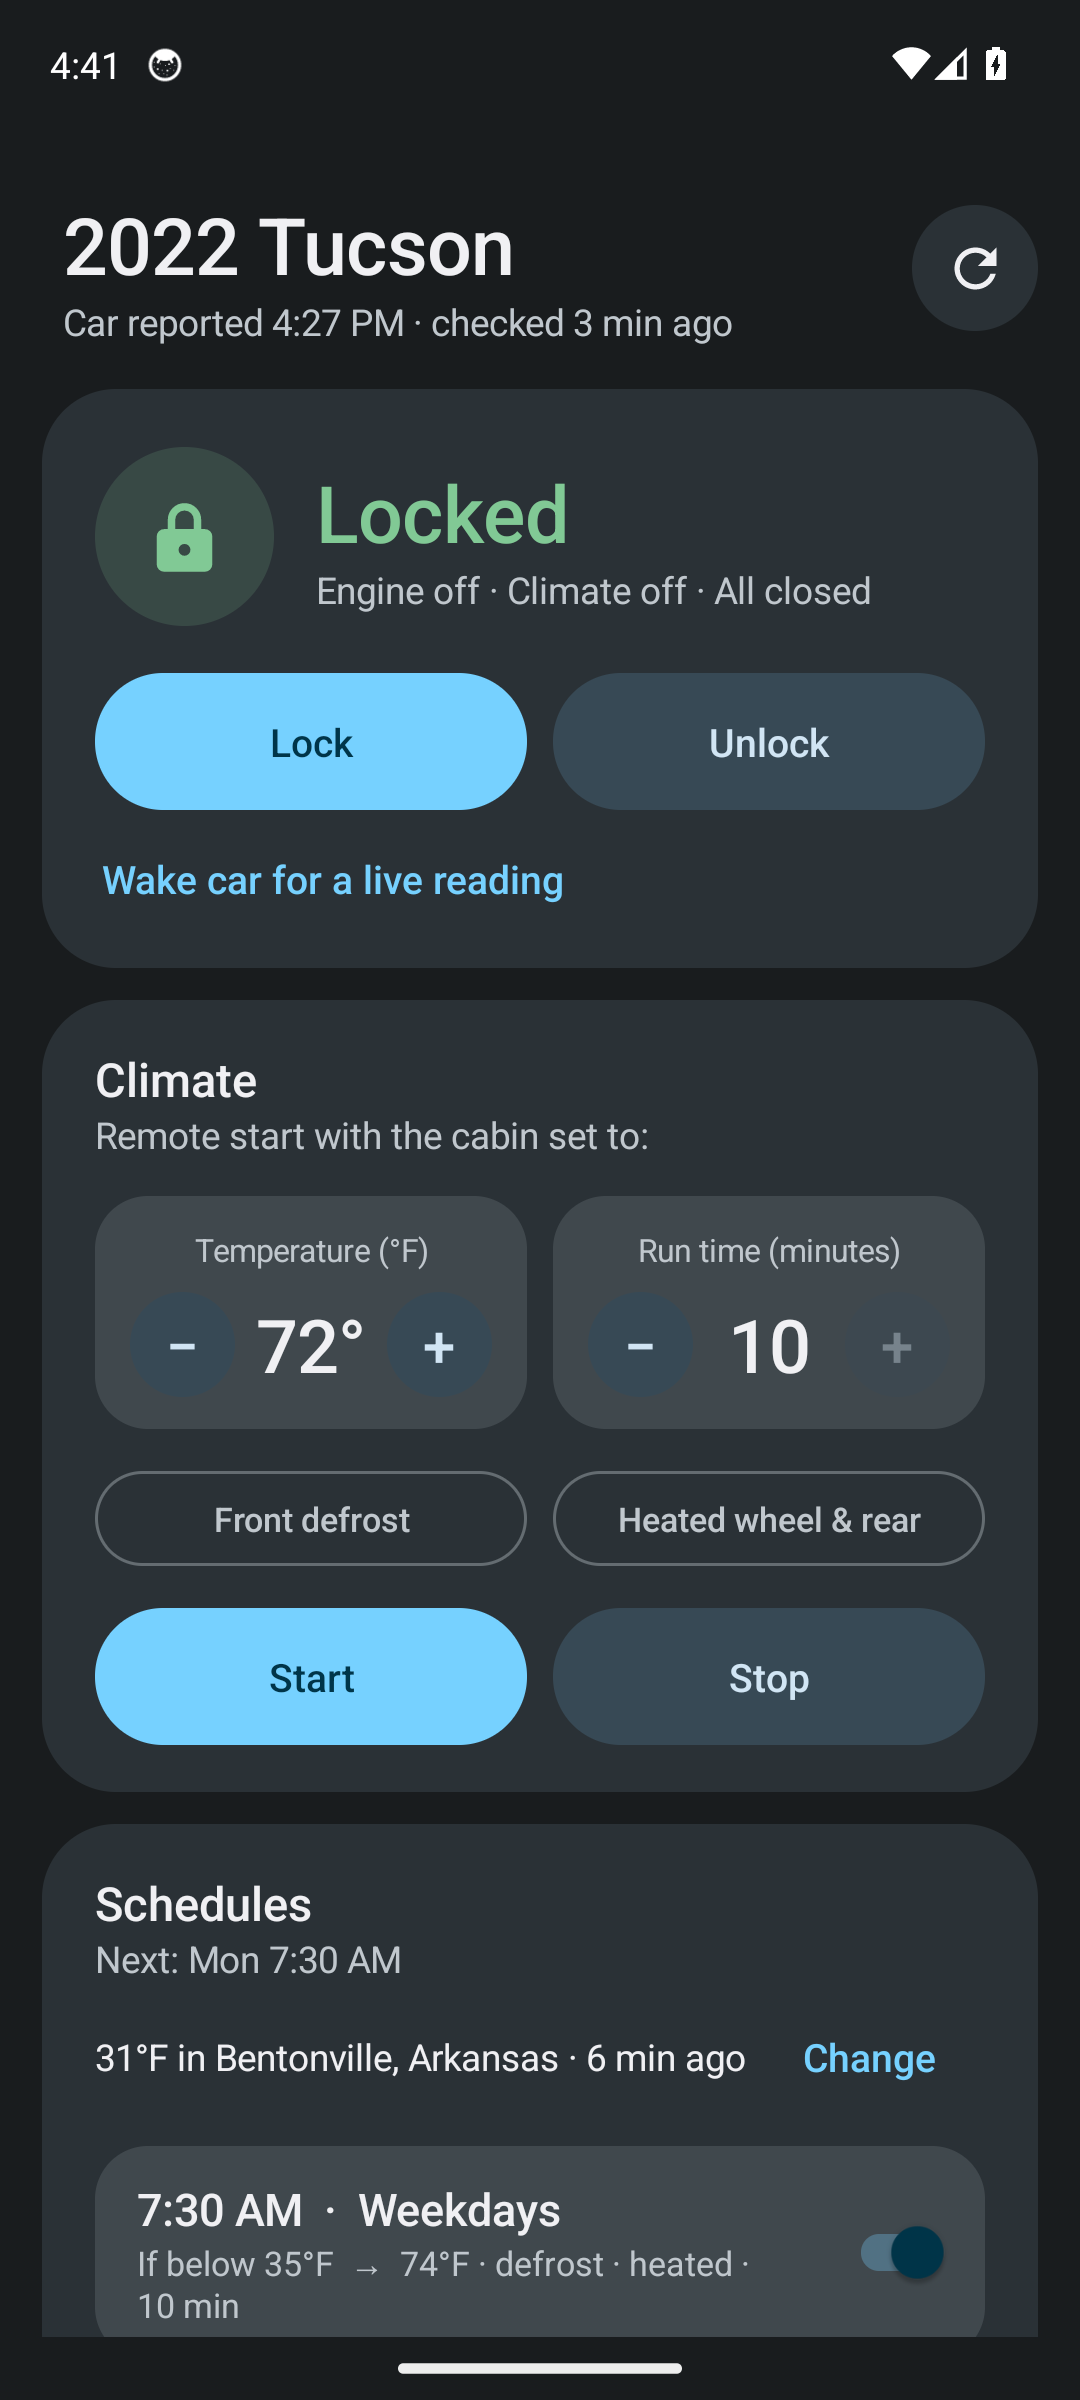 4:41
2022 Tucson
Car reported 4:27 PM · checked 3 min ago
Locked
Engine off · Climate off · All closed
Lock
Unlock
Wake car for a live reading
Climate
Remote start with the cabin set to:
Temperature (°F)
Run time (minutes)
− 72° +
− 10 +
Front defrost
Heated wheel & rear
Start
Stop
Schedules
Next: Mon 7:30 AM
31°F in Bentonville, Arkansas · 6 min ago
Change
7:30 AM · Weekdays
If below 35°F → 74°F · defrost · heated ·
10 min